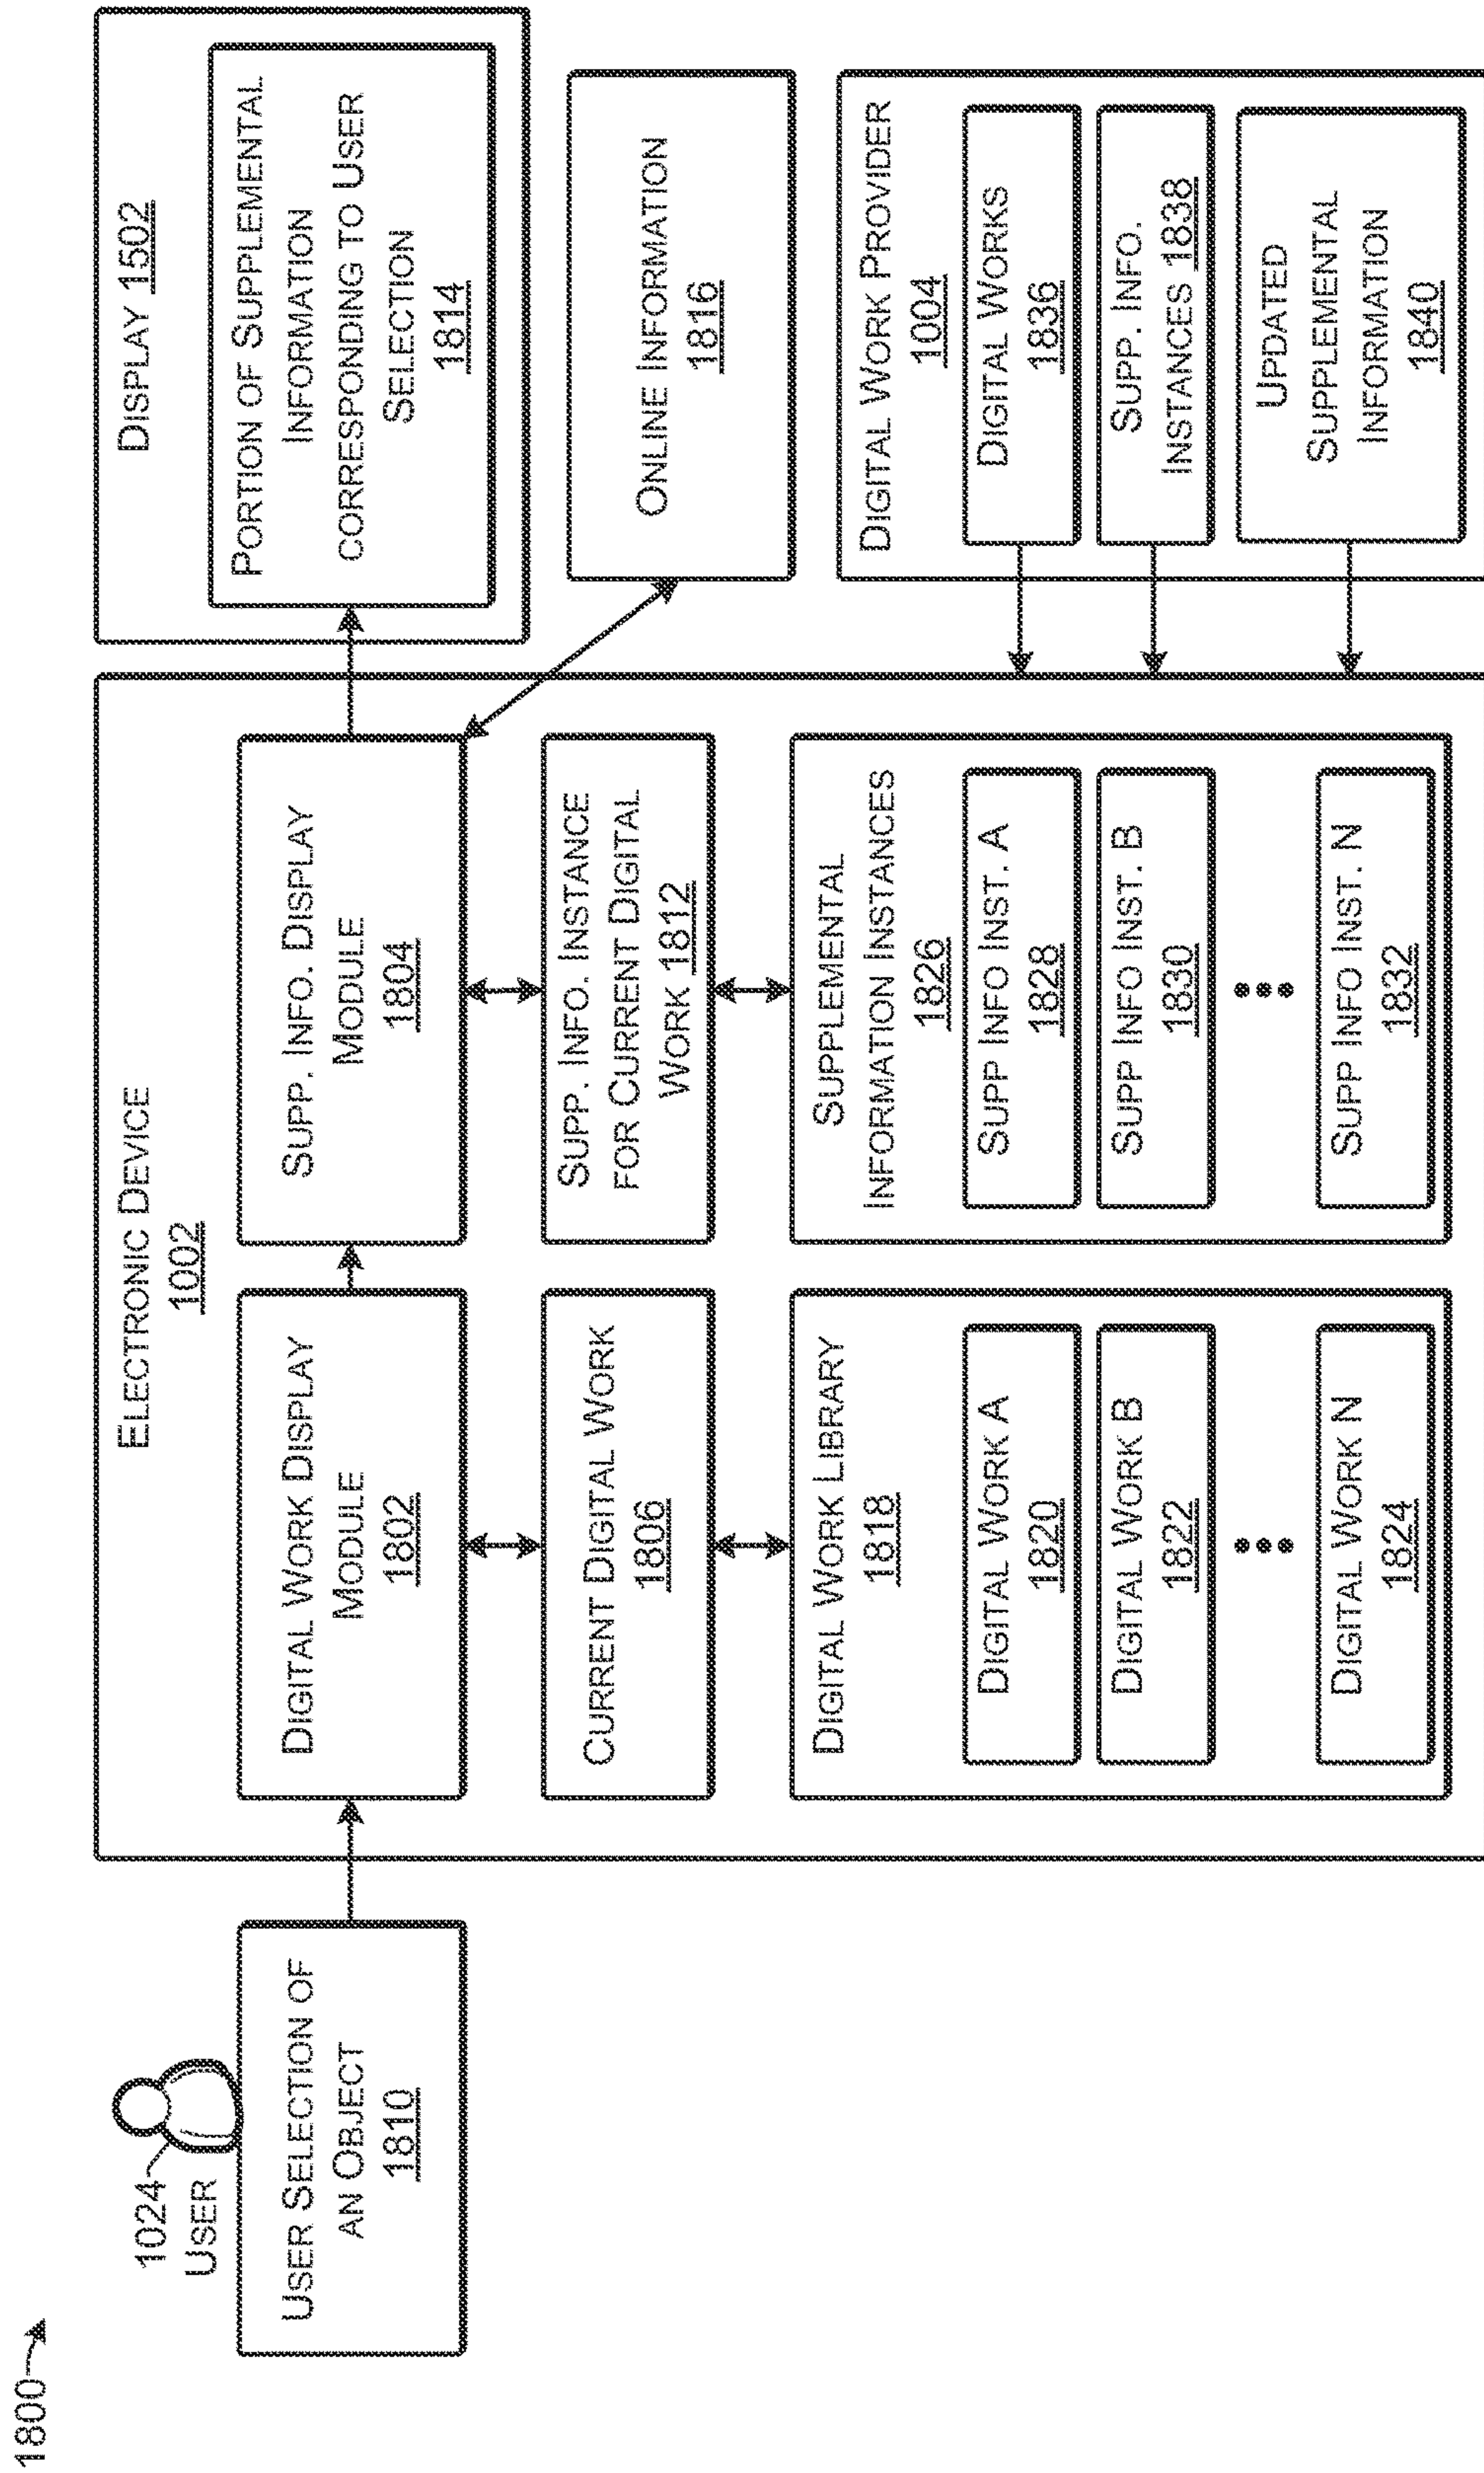 1800
1024
USER
USER SELECTION OF
AN OBJECT
1810
ELECTRONIC DEVICE
1002
DIGITAL WORK DISPLAY
MODULE
1802
SUPP. INFO. DISPLAY
MODULE
1804
CURRENT DIGITAL WORK
1806
SUPP. INFO. INSTANCE
FOR CURRENT DIGITAL
WORK 1812
DIGITAL WORK LIBRARY
1818
DIGITAL WORK A
1820
DIGITAL WORK B
1822
DIGITAL WORK N
1824
SUPPLEMENTAL
INFORMATION INSTANCES
1826
SUPP INFO INST. A
1828
SUPP INFO INST. B
1830
SUPP INFO INST. N
1832
DISPLAY 1502
PORTION OF SUPPLEMENTAL
INFORMATION
CORRESPONDING TO USER
SELECTION
1814
ONLINE INFORMATION
1816
DIGITAL WORK PROVIDER
1004
DIGITAL WORKS
1836
SUPP. INFO.
INSTANCES 1838
UPDATED
SUPPLEMENTAL
INFORMATION
1840